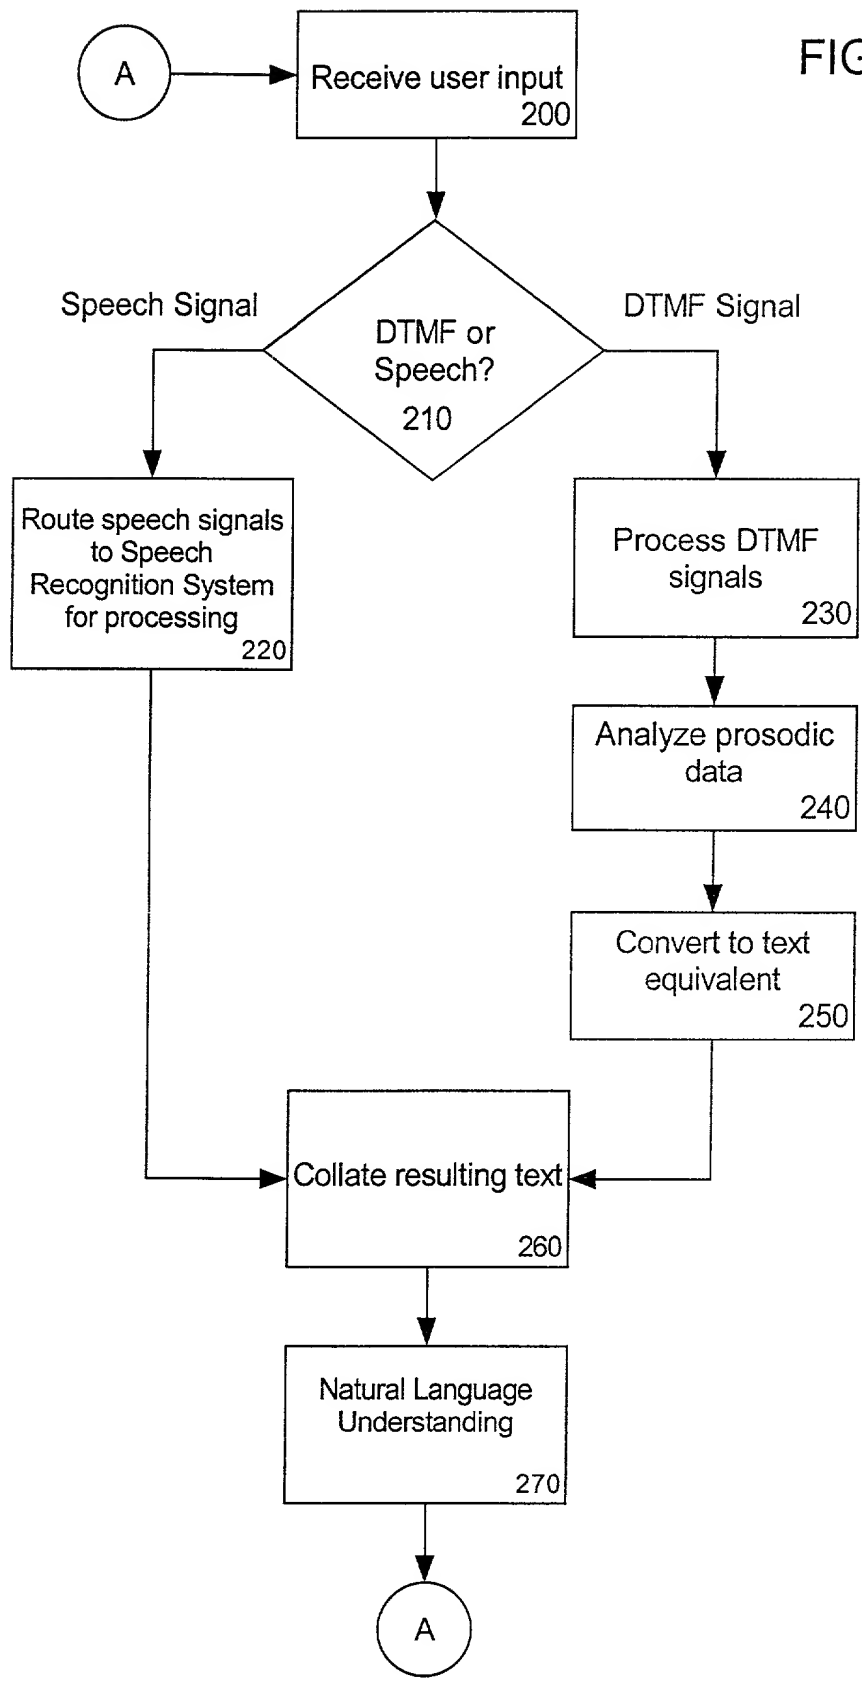 A
Receive user input
200
FIG
Speech Signal
DTMF Signal
DTMF or
Speech?
210
Route speech signals
to Speech
Recognition System
for processing
220
Process DTMF
signals
230
Analyze prosodic
data
240
Convert to text
equivalent
250
Collate resulting text
260
Natural Language
Understanding
270
A